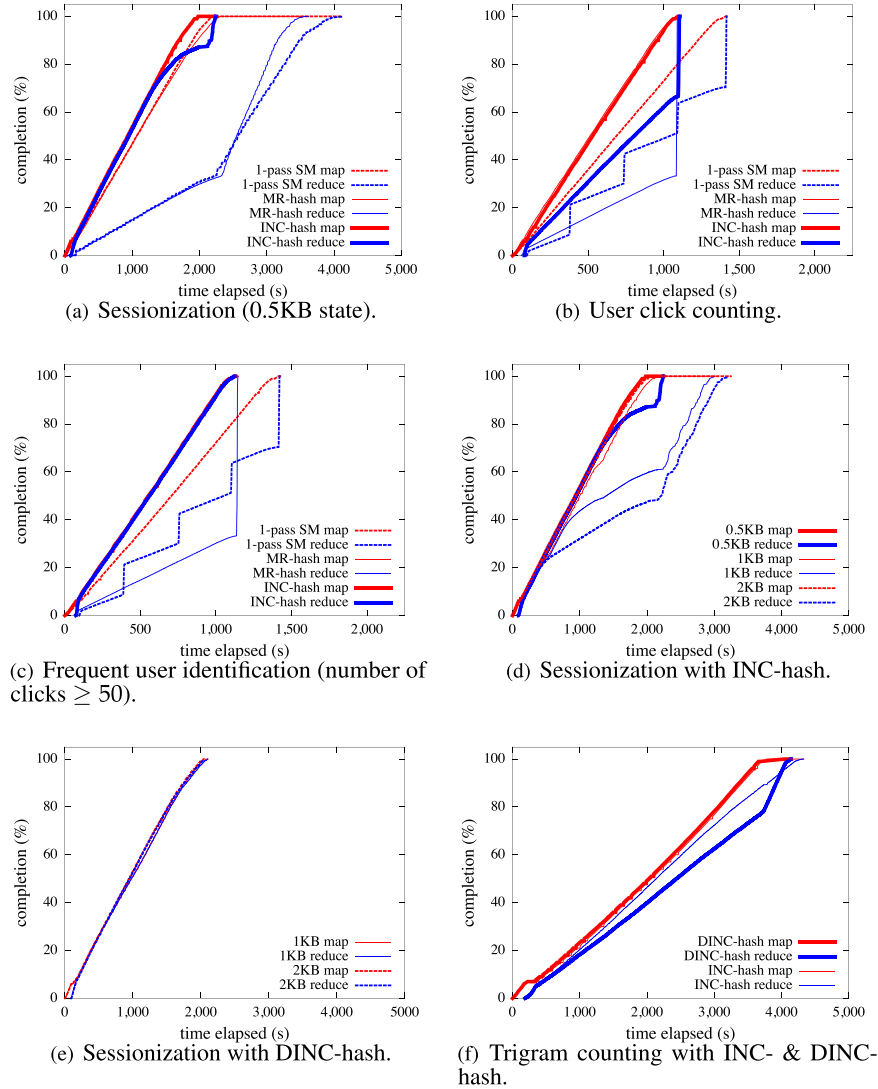 100
80
60
40
20
0
completion (%)
1-pass SM map
1-pass SM reduce
MR-hash map
MR-hash reduce
INC-hash map
INC-hash reduce
0 1,000 2,000 3,000 4,000 5,000
time elapsed (s)
(a) Sessionization (0.5KB state).
100
80
60
40
20
0
completion (%)
1-pass SM map
1-pass SM reduce
MR-hash map
MR-hash reduce
INC-hash map
INC-hash reduce
500 1,000 1,500 2,000
time elapsed (s)
(b) User click counting.
100
80
60
40
20
0
completion (%)
1-pass SM map
1-pass SM reduce
MR-hash map
MR-hash reduce
INC-hash map
INC-hash reduce
0 500 1,000 1,500 2,000
time elapsed (s)
(c) Frequent user identification (number of
clicks ≥ 50).
100
80
60
40
20
0
completion (%)
0.5KB map
0.5KB reduce
1KB map
1KB reduce
2KB map
2KB reduce
0 1,000 2,000 3,000 4,000 5,000
time elapsed (s)
(d) Sessionization with INC-hash.
100
80
60
40
20
0
completion (%)
1KB map
1KB reduce
2KB map
2KB reduce
0 1,000 2,000 3,000 4,000 5000
time elapsed (s)
(e) Sessionization with DINC-hash.
100
80
60
40
20
0
completion (%)
DINC-hash map
DINC-hash reduce
INC-hash map
INC-hash reduce
0 1,000 2,000 3,000 4,000 5,000
time elapsed (s)
(f) Trigram counting with INC- & DINC-
hash.